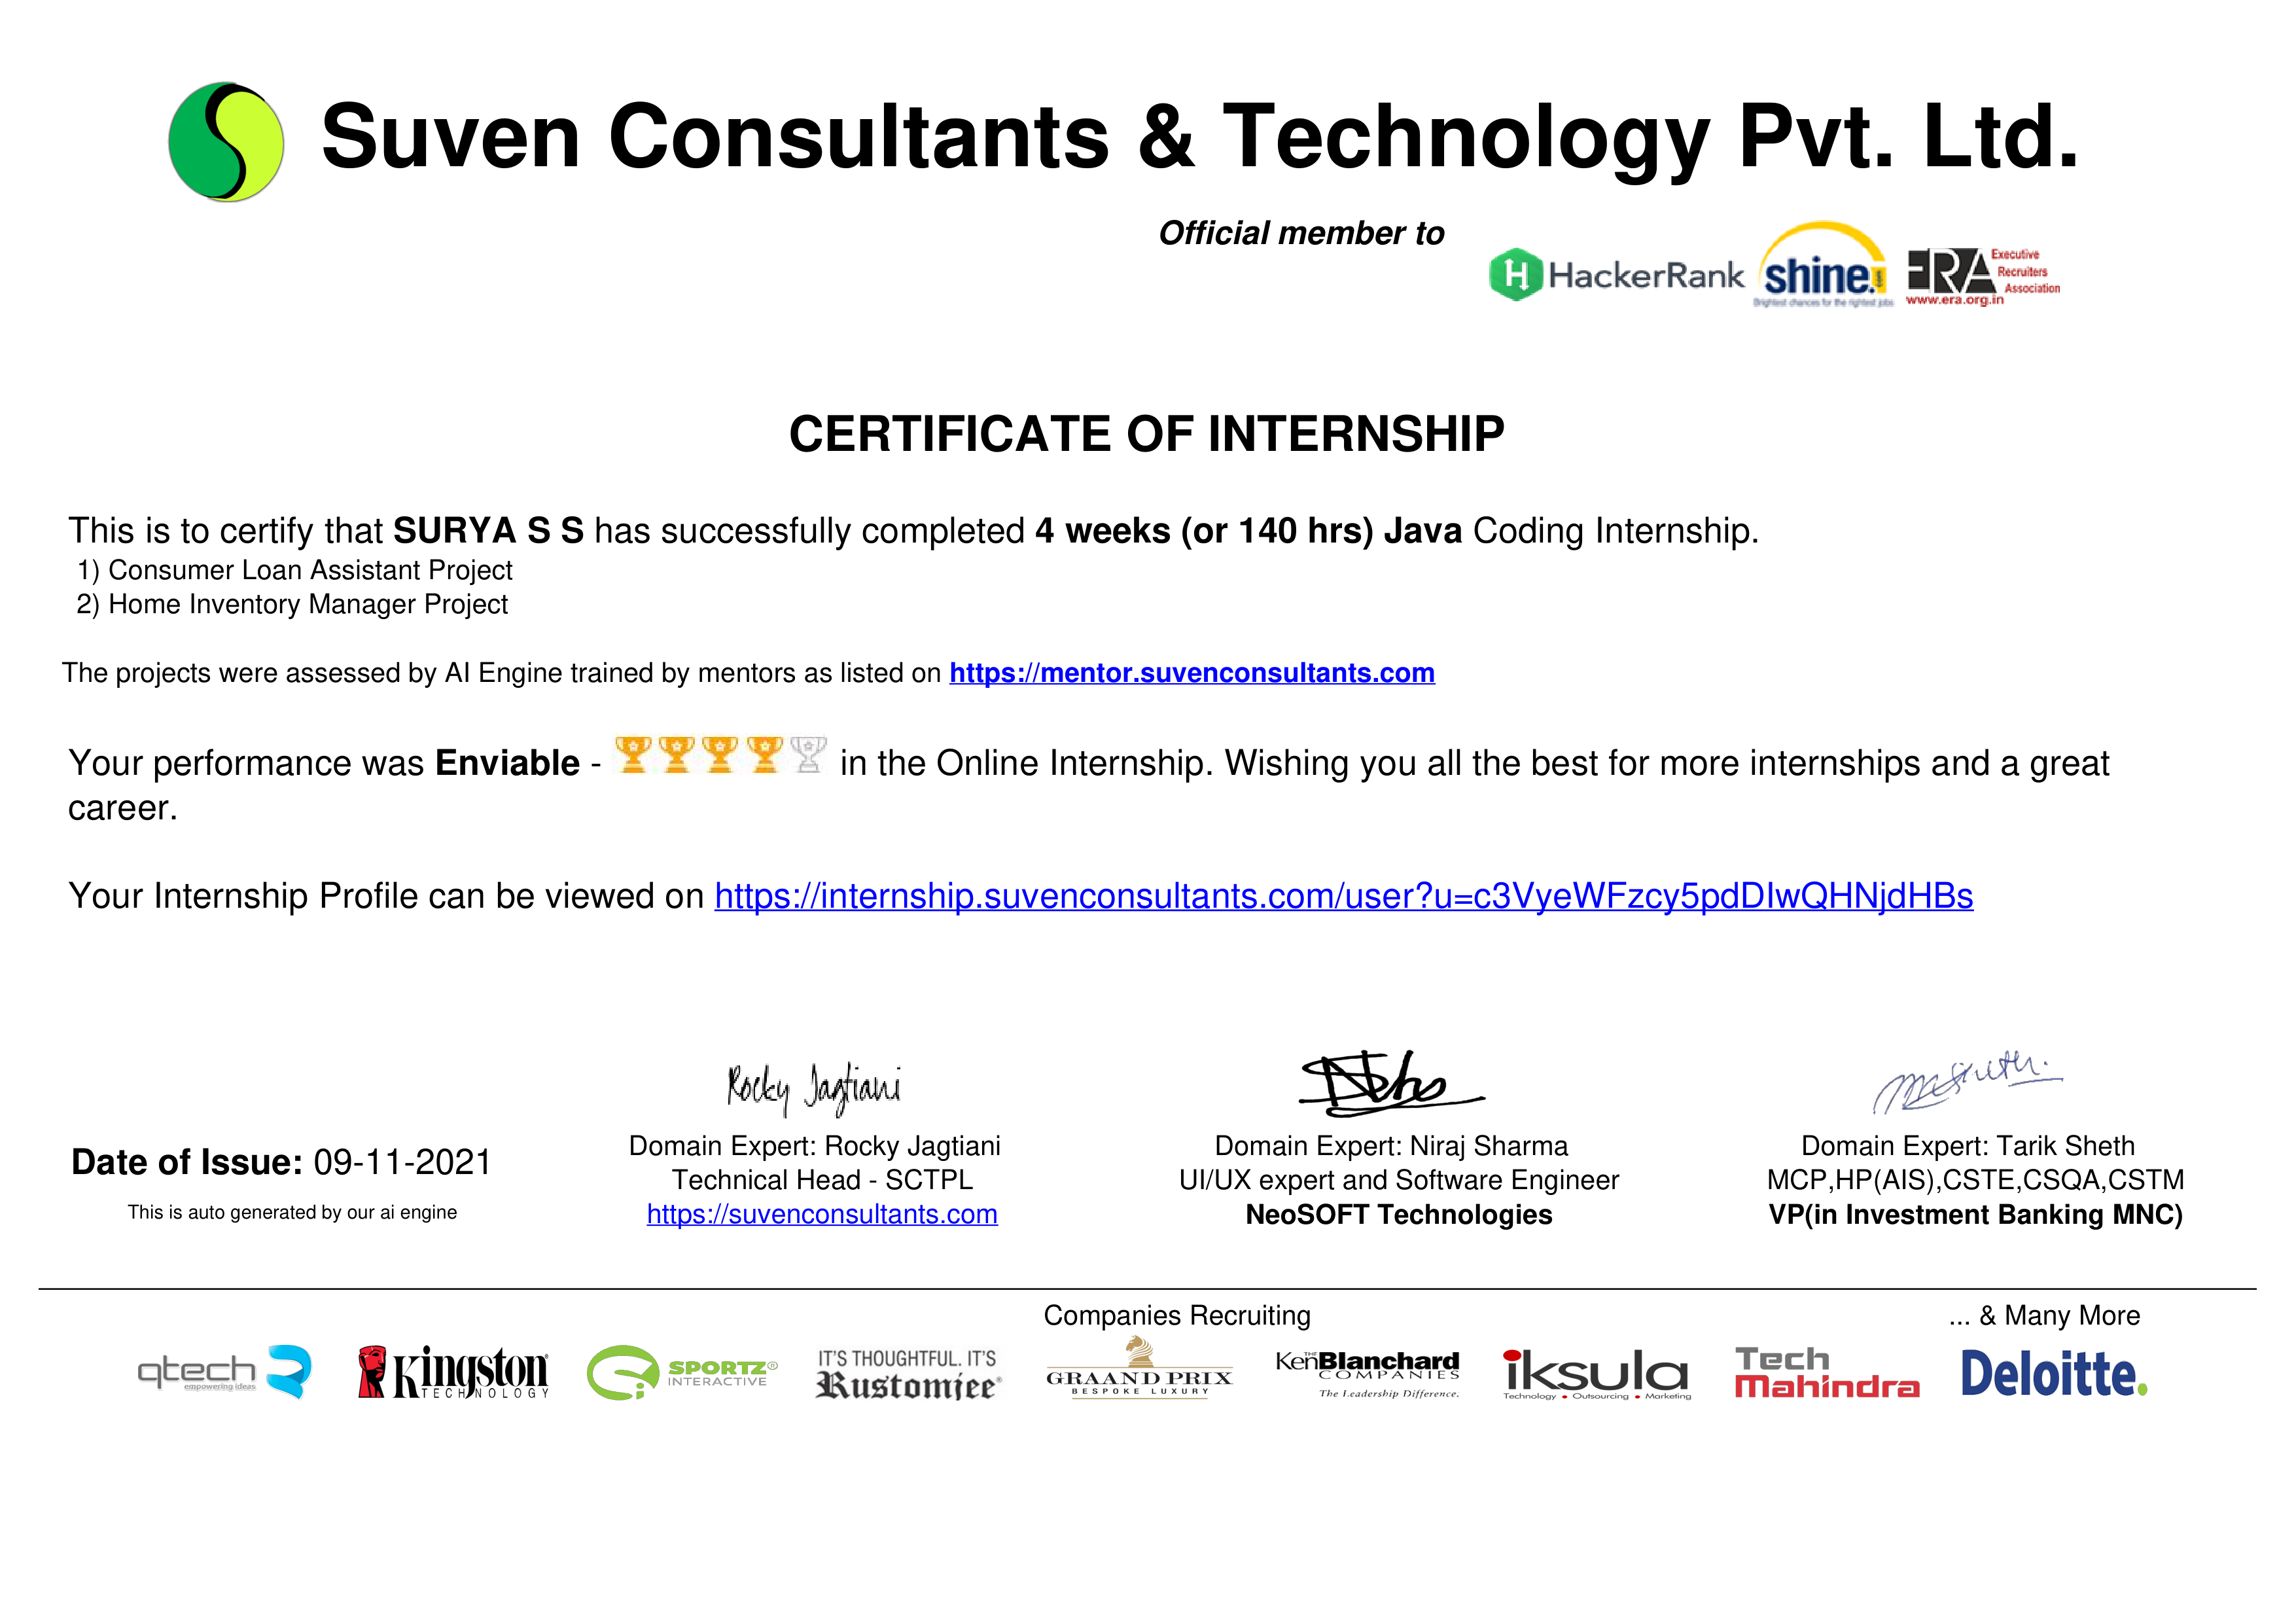 Suven Consultants & Technology Pvt. Ltd.
Official member to
HackerRank
shine.com
Brightest chances for the rightest jobs
ERA Executive Recruiters Association
www.era.org.in
CERTIFICATE OF INTERNSHIP
This is to certify that SURYA S S has successfully completed 4 weeks (or 140 hrs) Java Coding Internship.
1) Consumer Loan Assistant Project
2) Home Inventory Manager Project
The projects were assessed by AI Engine trained by mentors as listed on https://mentor.suvenconsultants.com
Your performance was Enviable - in the Online Internship. Wishing you all the best for more internships and a great
career.
Your Internship Profile can be viewed on https://internship.suvenconsultants.com/user?u=c3VyeWFzcy5pdDIwQHNjdHBs
Rocky Jagtiani
Date of Issue: 09-11-2021
This is auto generated by our ai engine
Domain Expert: Rocky Jagtiani
Technical Head - SCTPL
https://suvenconsultants.com
Domain Expert: Niraj Sharma
UI/UX expert and Software Engineer
NeoSOFT Technologies
Domain Expert: Tarik Sheth
MCP,HP(AIS),CSTE,CSQA,CSTM
VP(in Investment Banking MNC)
Companies Recruiting
... & Many More
qtech
empowering ideas
Kingston
TECHNOLOGY
SPORTZ®
INTERACTIVE
IT'S THOUGHTFUL. IT'S
Rustomjee®
GRAAND PRIX
BESPOKE LUXURY
THE
KenBlanchard
COMPANIES
The Leadership Difference.
iksula
Technology • Outsourcing • Marketing
Tech
Mahindra
Deloitte.